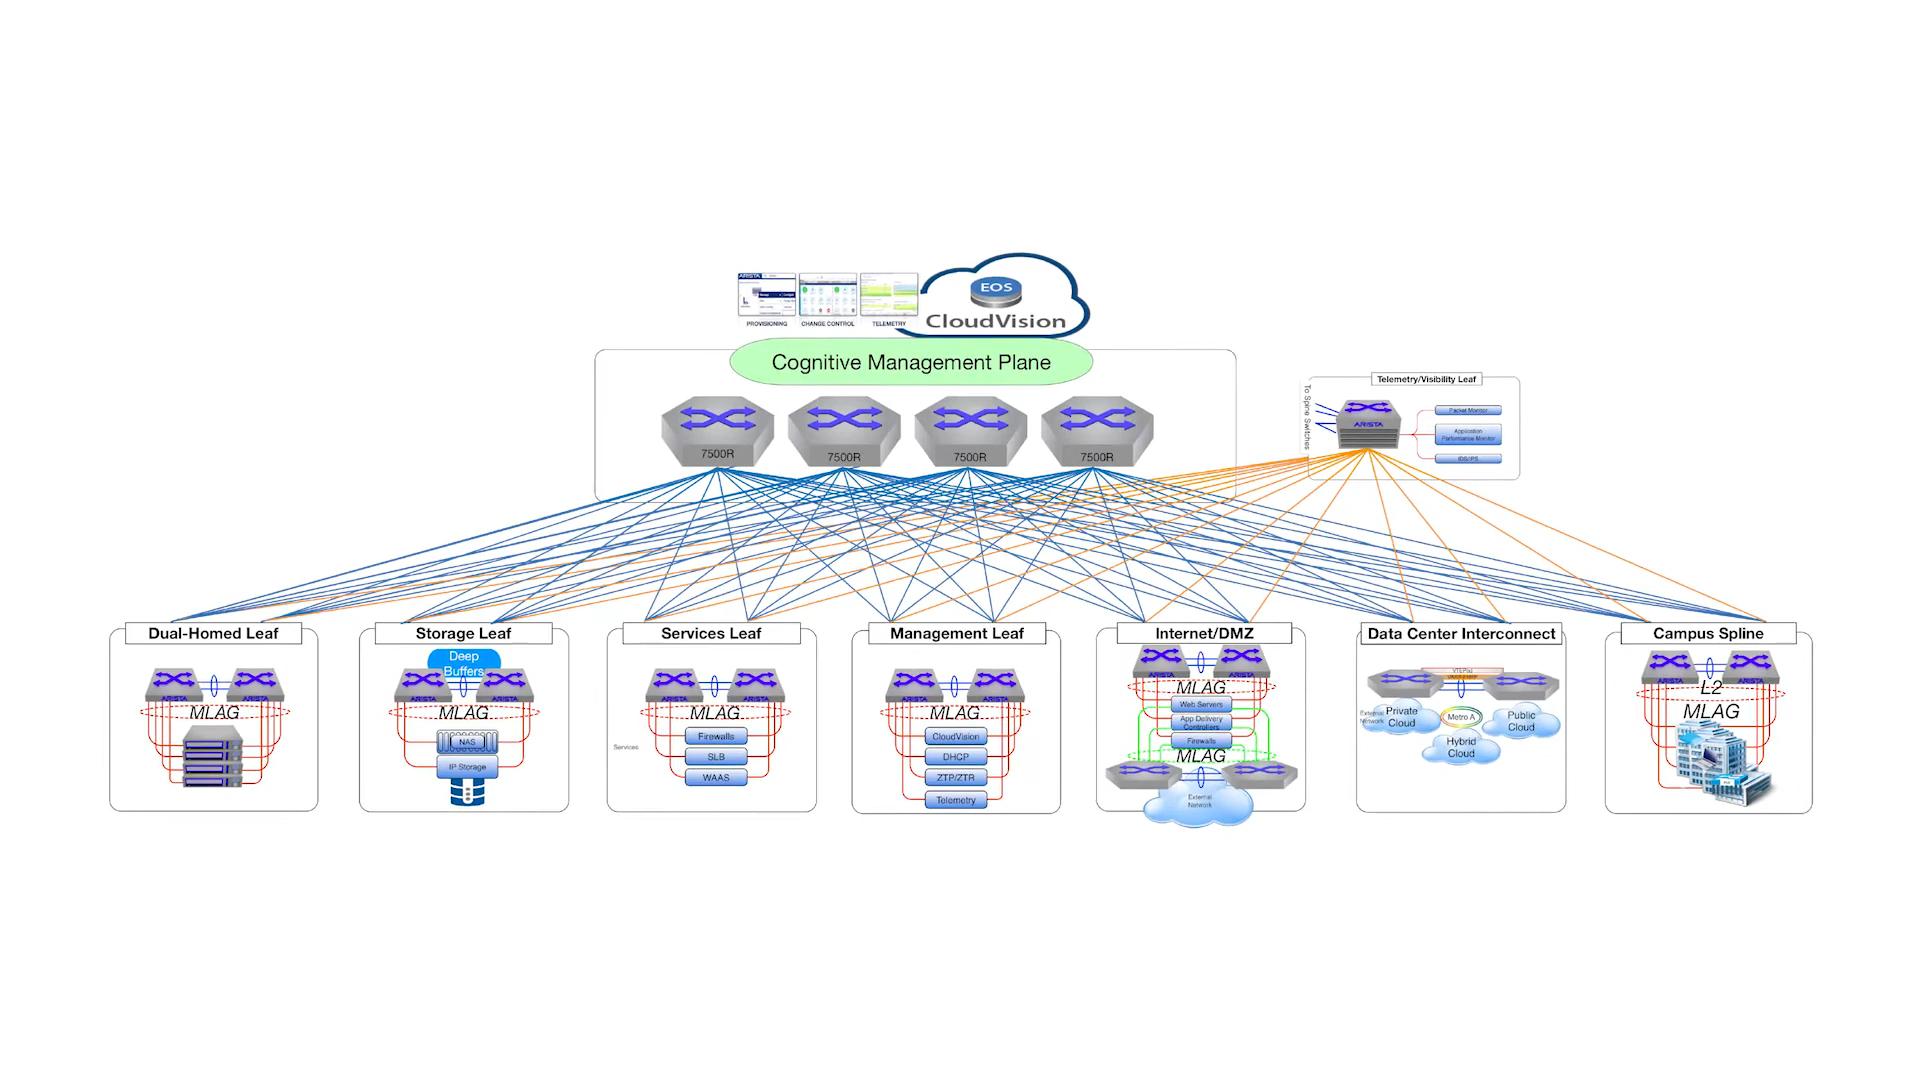 EOS
CloudVision
ARISTA
PROVISIONING
CHANGE CONTROL
TELEMETRY
Cognitive Management Plane
7500R
7500R
7500R
7500R
Telemetry/Visibility Leaf
To Spine Switches
ARISTA
Packet Monitor
Application
Performance Monitor
IDS/IPS
Dual-Homed Leaf
ARISTA
ARISTA
MLAG
Storage Leaf
Deep
Buffers
ARISTA
ARISTA
MLAG
NAS
IP Storage
Services Leaf
ARISTA
ARISTA
MLAG
Services
Firewalls
SLB
WAAS
Management Leaf
ARISTA
ARISTA
MLAG
CloudVision
DHCP
ZTP/ZTR
Telemetry
Internet/DMZ
ARISTA
ARISTA
MLAG
Web Servers
App Delivery
Controllers
Firewalls
MLAG
External
Network
Data Center Interconnect
External
Network
Private
Cloud
Metro A
Public
Cloud
Hybrid
Cloud
Campus Spline
ARISTA
ARISTA
L2
MLAG